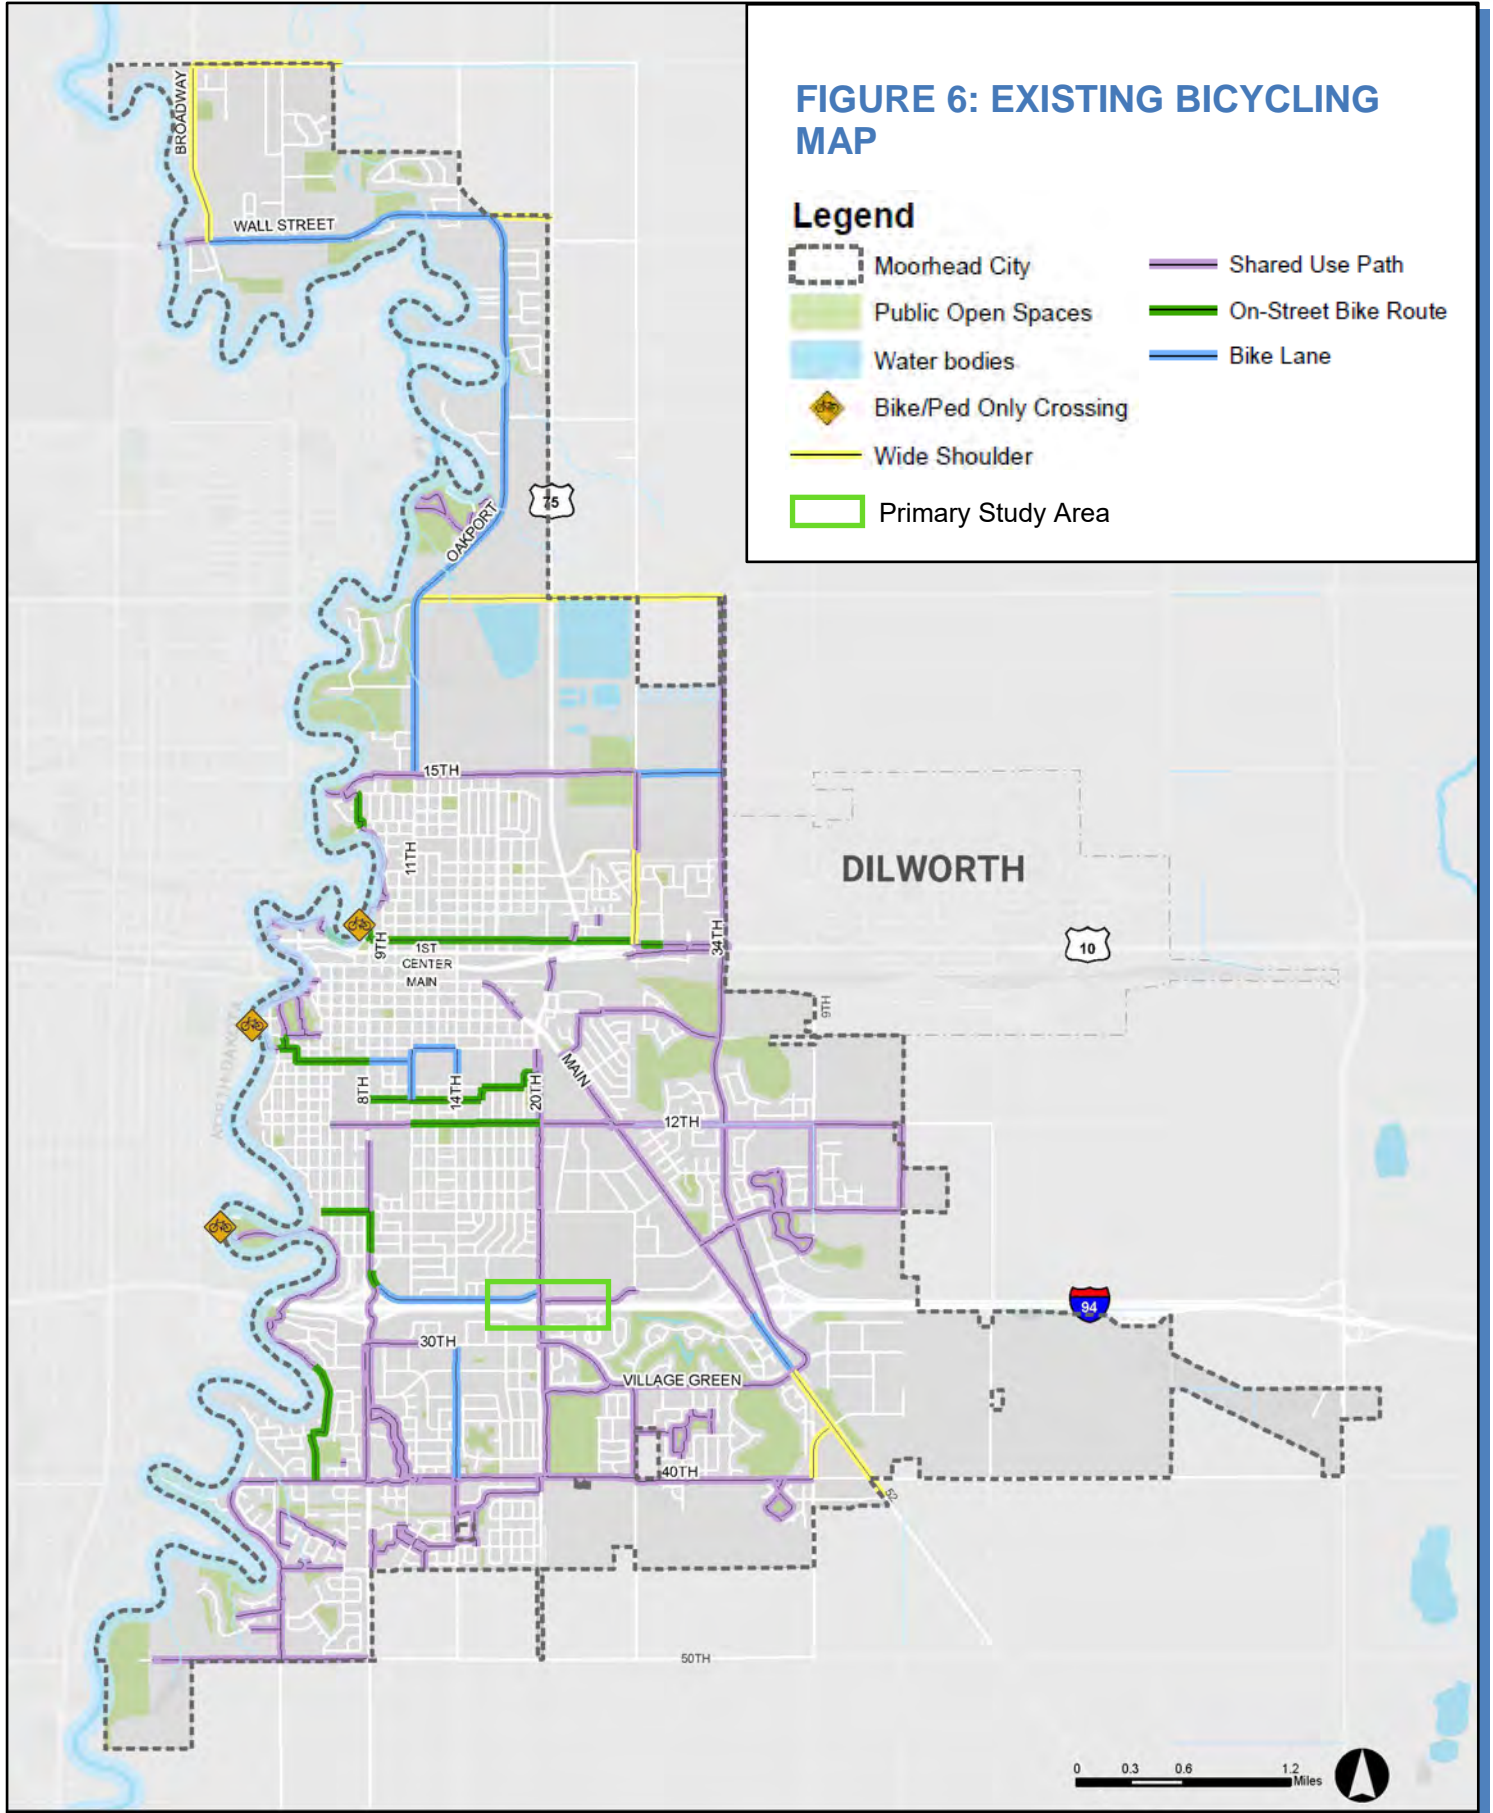 FIGURE 6: EXISTING BICYCLING
MAP
Legend
Moorhead City
Public Open Spaces
Water bodies
Bike/Ped Only Crossing
Wide Shoulder
Primary Study Area
Shared Use Path
On-Street Bike Route
Bike Lane
BROADWAY
WALL STREET
75
OAKPORT
15TH
11TH
DILWORTH
9TH
1ST
CENTER
MAIN
34TH
10
9TH
NORTH DAKOTA
MAIN
8TH
14TH
20TH
12TH
94
30TH
VILLAGE GREEN
40TH
52
50TH
0 0.3 0.6 1.2
Miles